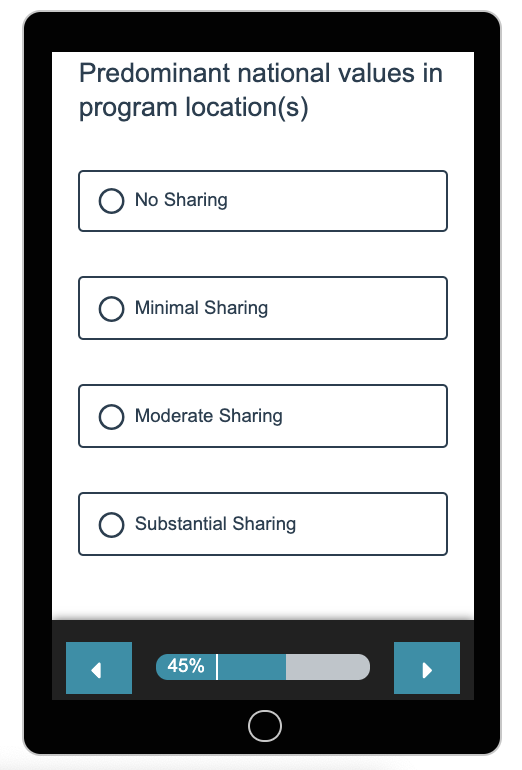 Predominant national values in
program location(s)
No Sharing
Minimal Sharing
Moderate Sharing
Substantial Sharing
45%